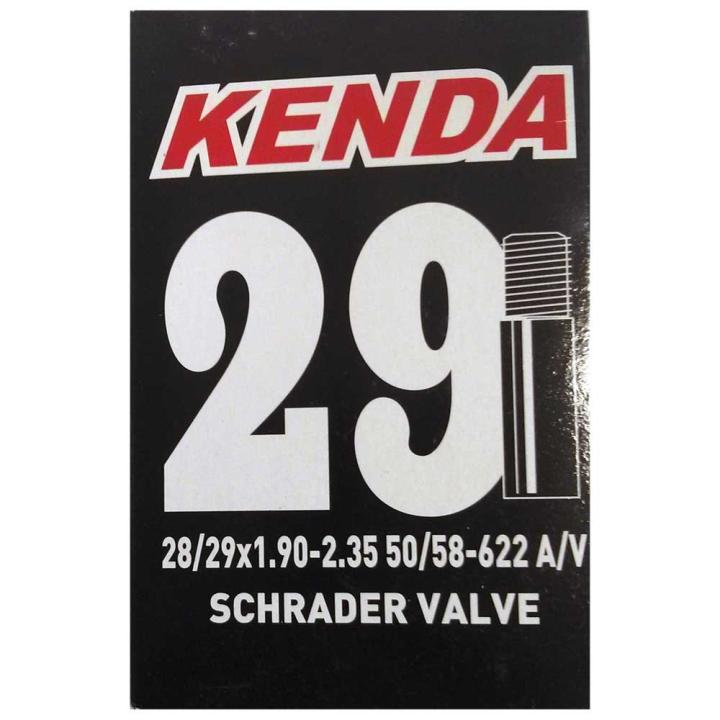 KENDA
29
28/29x1.90-2.35 50/58-622 A/V
SCHRADER VALVE